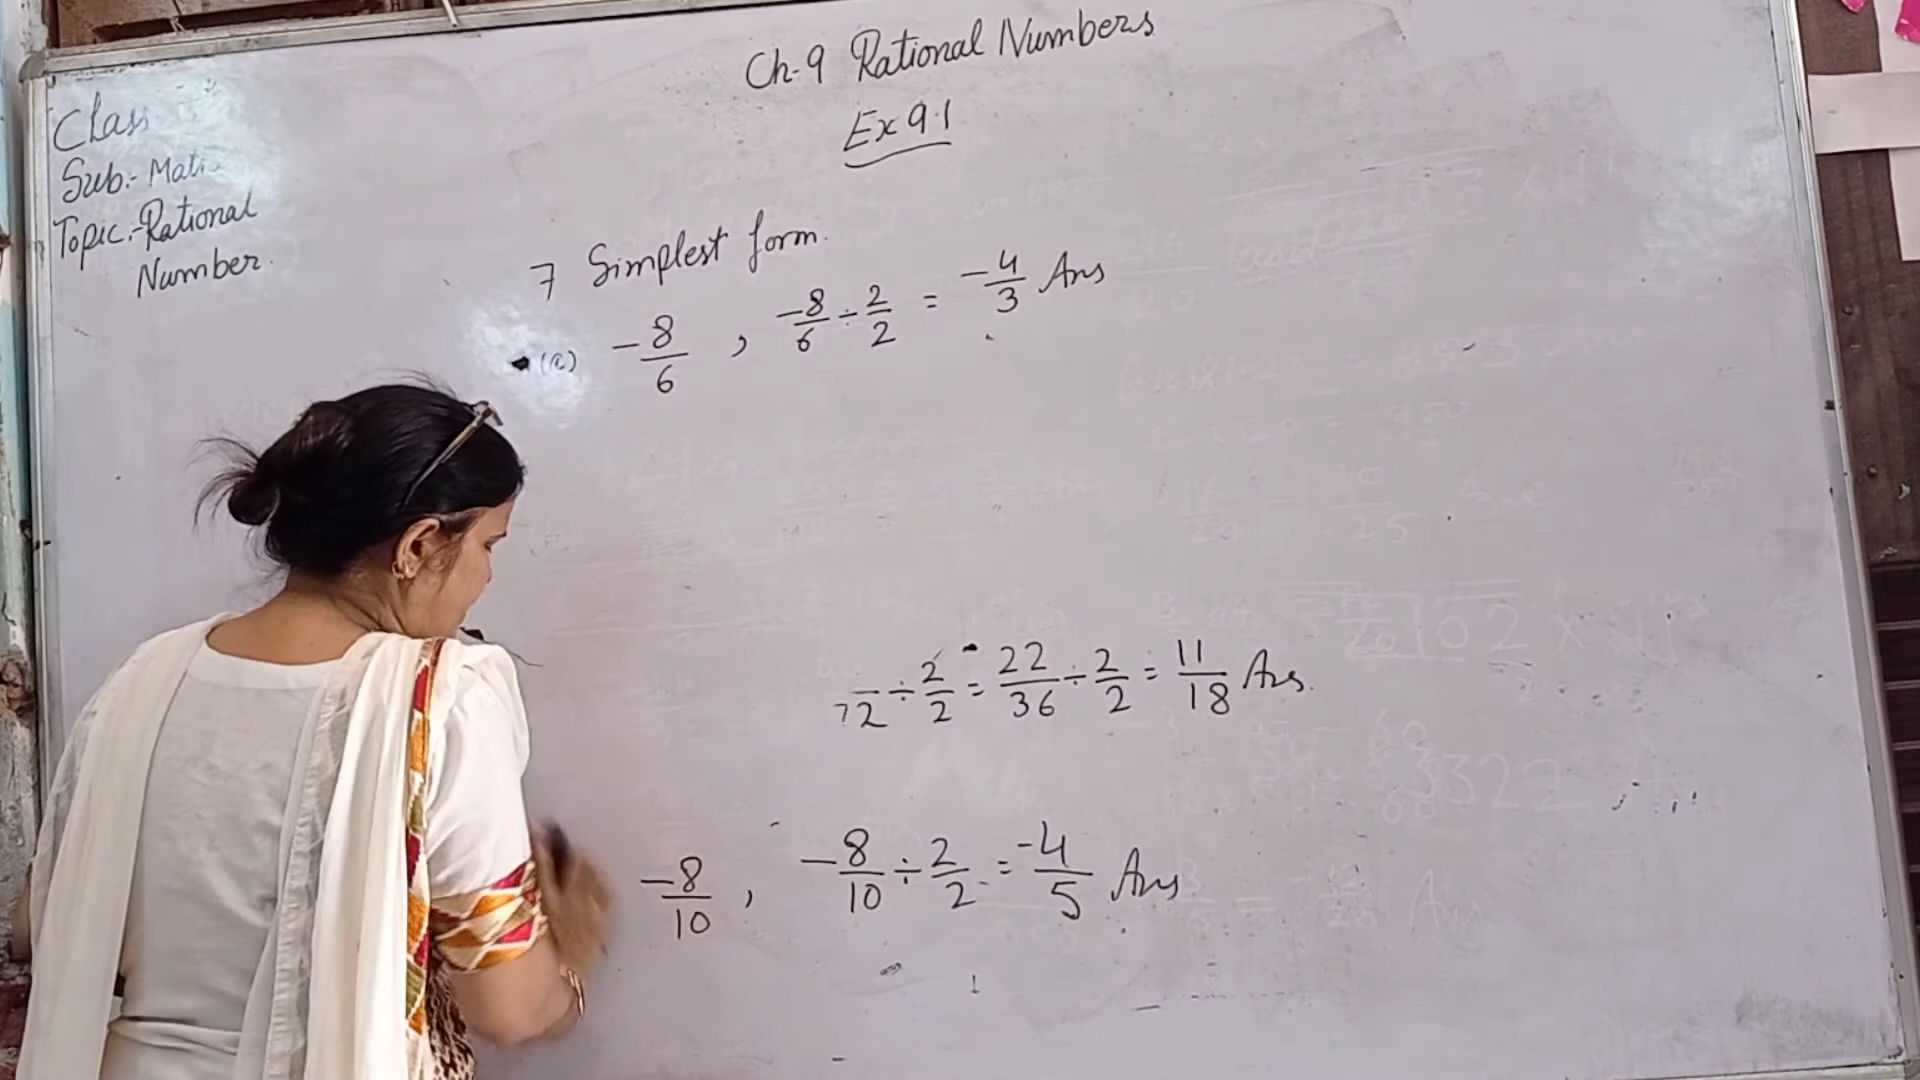 Ch-9 Rational Numbers
Ex 9.1
Class
Sub:- Maths
Topic:- Rational
Number.
7 Simplest form.
(a) -8/6 , -8/6 ÷ 2/2 = -4/3 Ans
72 ÷ 2/2 = 22/36 ÷ 2/2 = 11/18 Ans.
-8/10 , -8/10 ÷ 2/2 = -4/5 Ans